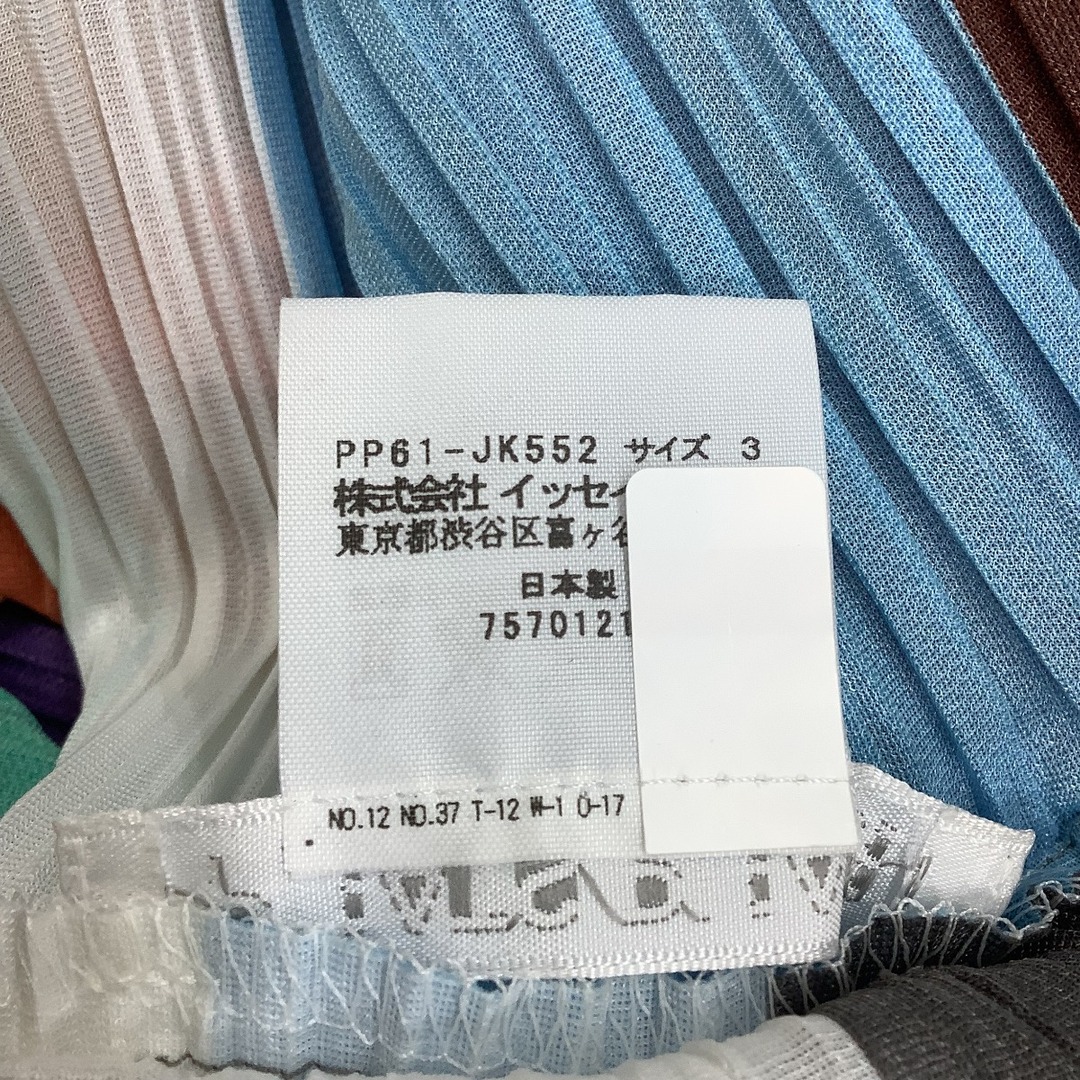 PP61-JK552 サイズ 3
株式会社 イッセイ
東京都渋谷区富ヶ谷
日本製
7570121
NO.12 NO.37 T-12 W-1 O-17